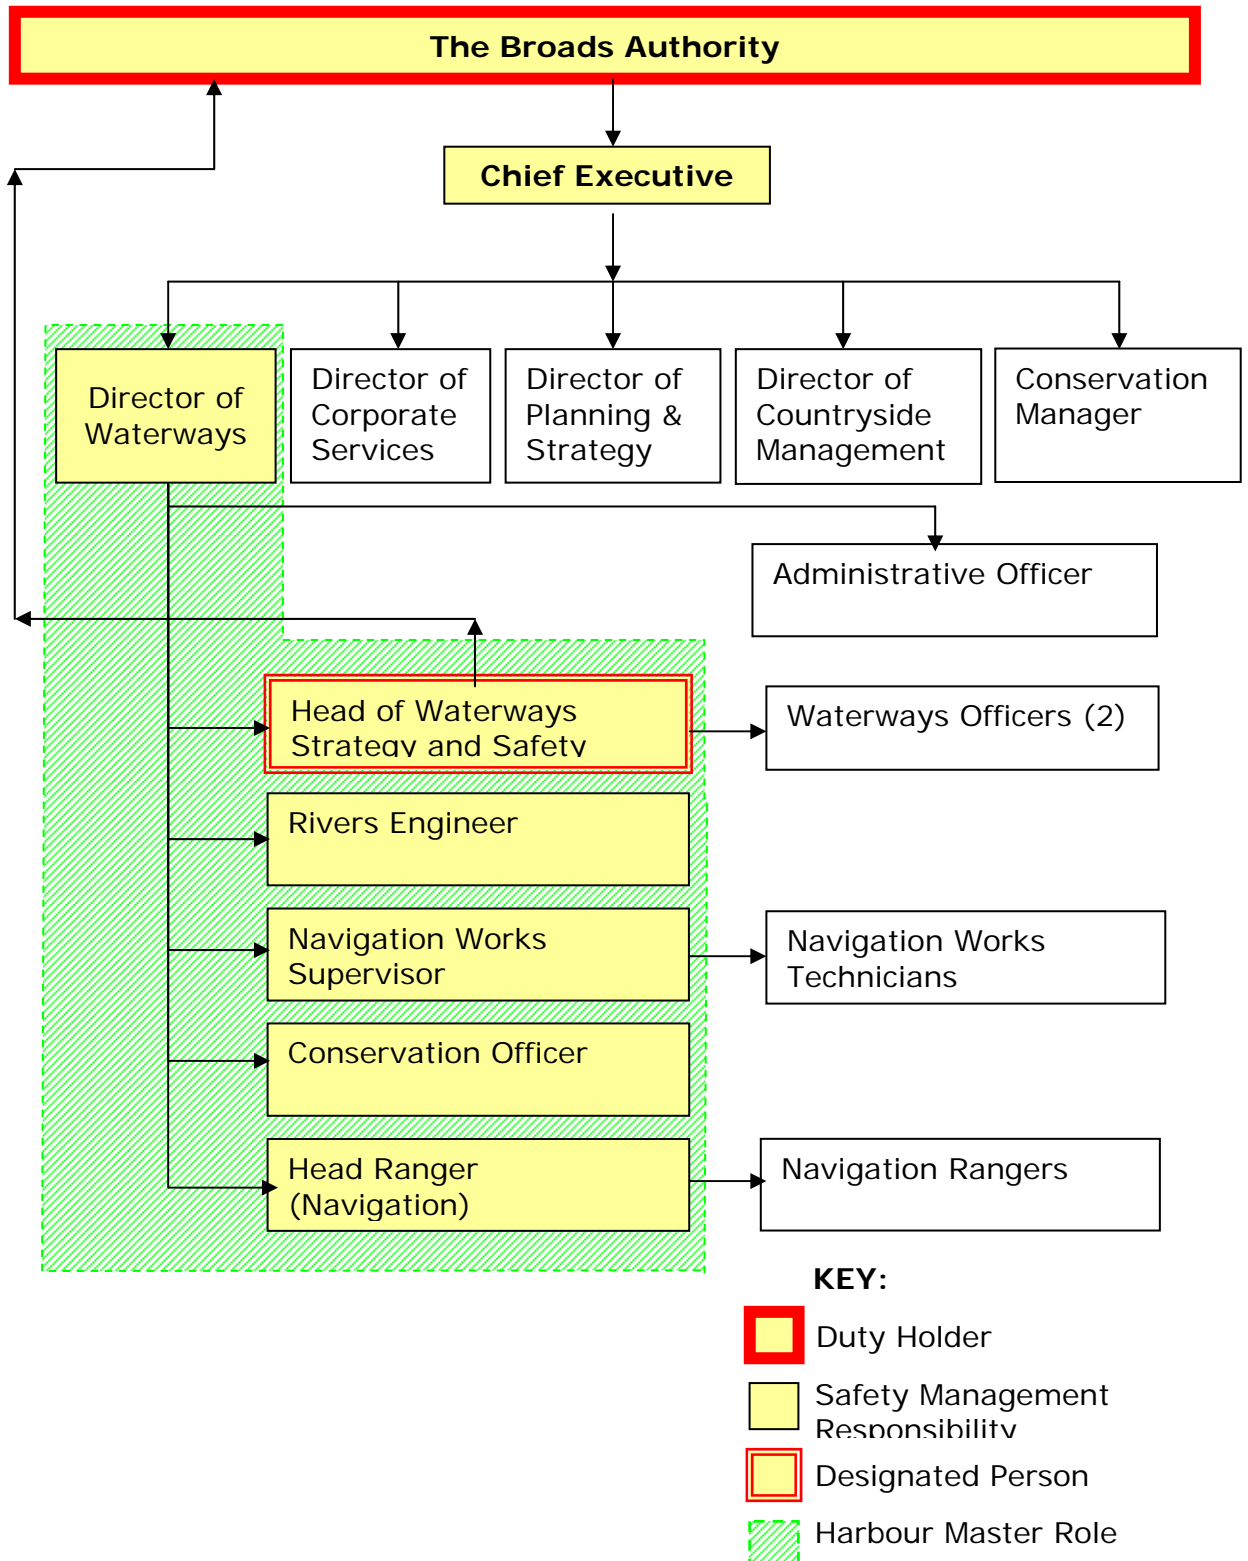 The Broads Authority
Chief Executive
Director of
Waterways
Director of
Corporate
Services
Director of
Planning &
Strategy
Director of
Countryside
Management
Conservation
Manager
Administrative Officer
Head of Waterways
Strategy and Safety
Waterways Officers (2)
Rivers Engineer
Navigation Works
Supervisor
Navigation Works
Technicians
Conservation Officer
Head Ranger
(Navigation)
Navigation Rangers
KEY:
Duty Holder
Safety Management
Responsibility
Designated Person
Harbour Master Role